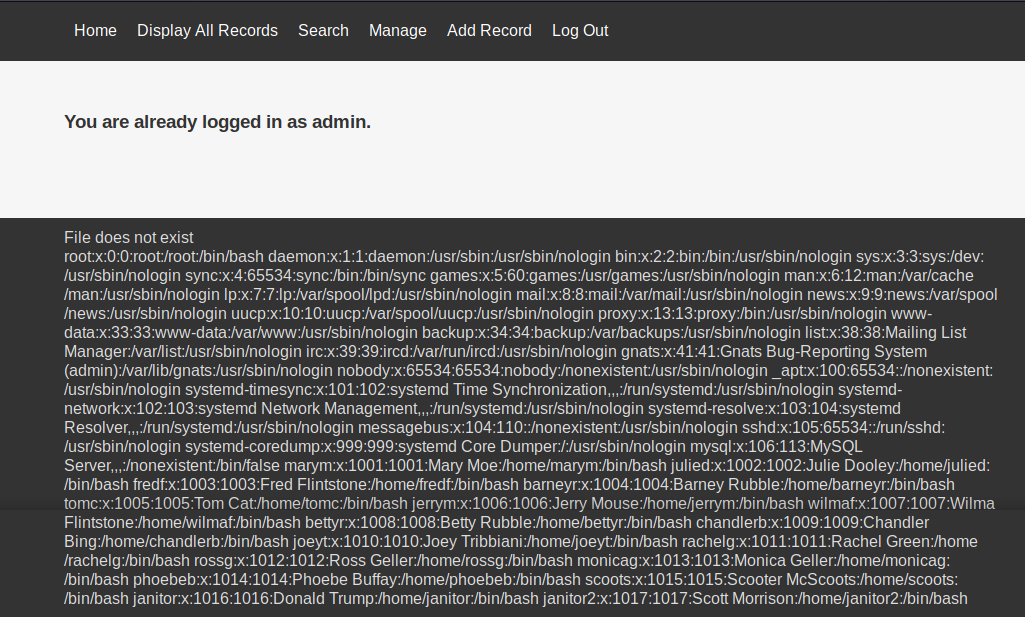 Home Display All Records Search Manage Add Record Log Out
You are already logged in as admin.
File does not exist
root:x:0:0:root:/root:/bin/bash daemon:x:1:1:daemon:/usr/sbin:/usr/sbin/nologin bin:x:2:2:bin:/bin:/usr/sbin/nologin sys:x:3:3:sys:/dev:
/usr/sbin/nologin sync:x:4:65534:sync:/bin:/bin/sync games:x:5:60:games:/usr/games:/usr/sbin/nologin man:x:6:12:man:/var/cache
/man:/usr/sbin/nologin lp:x:7:7:lp:/var/spool/lpd:/usr/sbin/nologin mail:x:8:8:mail:/var/mail:/usr/sbin/nologin news:x:9:9:news:/var/spool
/news:/usr/sbin/nologin uucp:x:10:10:uucp:/var/spool/uucp:/usr/sbin/nologin proxy:x:13:13:proxy:/bin:/usr/sbin/nologin www-
data:x:33:33:www-data:/var/www:/usr/sbin/nologin backup:x:34:34:backup:/var/backups:/usr/sbin/nologin list:x:38:38:Mailing List
Manager:/var/list:/usr/sbin/nologin irc:x:39:39:ircd:/var/run/ircd:/usr/sbin/nologin gnats:x:41:41:Gnats Bug-Reporting System
(admin):/var/lib/gnats:/usr/sbin/nologin nobody:x:65534:65534:nobody:/nonexistent:/usr/sbin/nologin _apt:x:100:65534::/nonexistent:
/usr/sbin/nologin systemd-timesync:x:101:102:systemd Time Synchronization,,,:/run/systemd:/usr/sbin/nologin systemd-
network:x:102:103:systemd Network Management,,,:/run/systemd:/usr/sbin/nologin systemd-resolve:x:103:104:systemd
Resolver,,,:/run/systemd:/usr/sbin/nologin messagebus:x:104:110::/nonexistent:/usr/sbin/nologin sshd:x:105:65534::/run/sshd:
/usr/sbin/nologin systemd-coredump:x:999:999:systemd Core Dumper:/:/usr/sbin/nologin mysql:x:106:113:MySQL
Server,,,:/nonexistent:/bin/false marym:x:1001:1001:Mary Moe:/home/marym:/bin/bash julied:x:1002:1002:Julie Dooley:/home/julied:
/bin/bash fredf:x:1003:1003:Fred Flintstone:/home/fredf:/bin/bash barneyr:x:1004:1004:Barney Rubble:/home/barneyr:/bin/bash
tomc:x:1005:1005:Tom Cat:/home/tomc:/bin/bash jerrym:x:1006:1006:Jerry Mouse:/home/jerrym:/bin/bash wilmaf:x:1007:1007:Wilma
Flintstone:/home/wilmaf:/bin/bash bettyr:x:1008:1008:Betty Rubble:/home/bettyr:/bin/bash chandlerb:x:1009:1009:Chandler
Bing:/home/chandlerb:/bin/bash joeyt:x:1010:1010:Joey Tribbiani:/home/joeyt:/bin/bash rachelg:x:1011:1011:Rachel Green:/home
/rachelg:/bin/bash rossg:x:1012:1012:Ross Geller:/home/rossg:/bin/bash monicag:x:1013:1013:Monica Geller:/home/monicag:
/bin/bash phoebeb:x:1014:1014:Phoebe Buffay:/home/phoebeb:/bin/bash scoots:x:1015:1015:Scooter McScoots:/home/scoots:
/bin/bash janitor:x:1016:1016:Donald Trump:/home/janitor:/bin/bash janitor2:x:1017:1017:Scott Morrison:/home/janitor2:/bin/bash